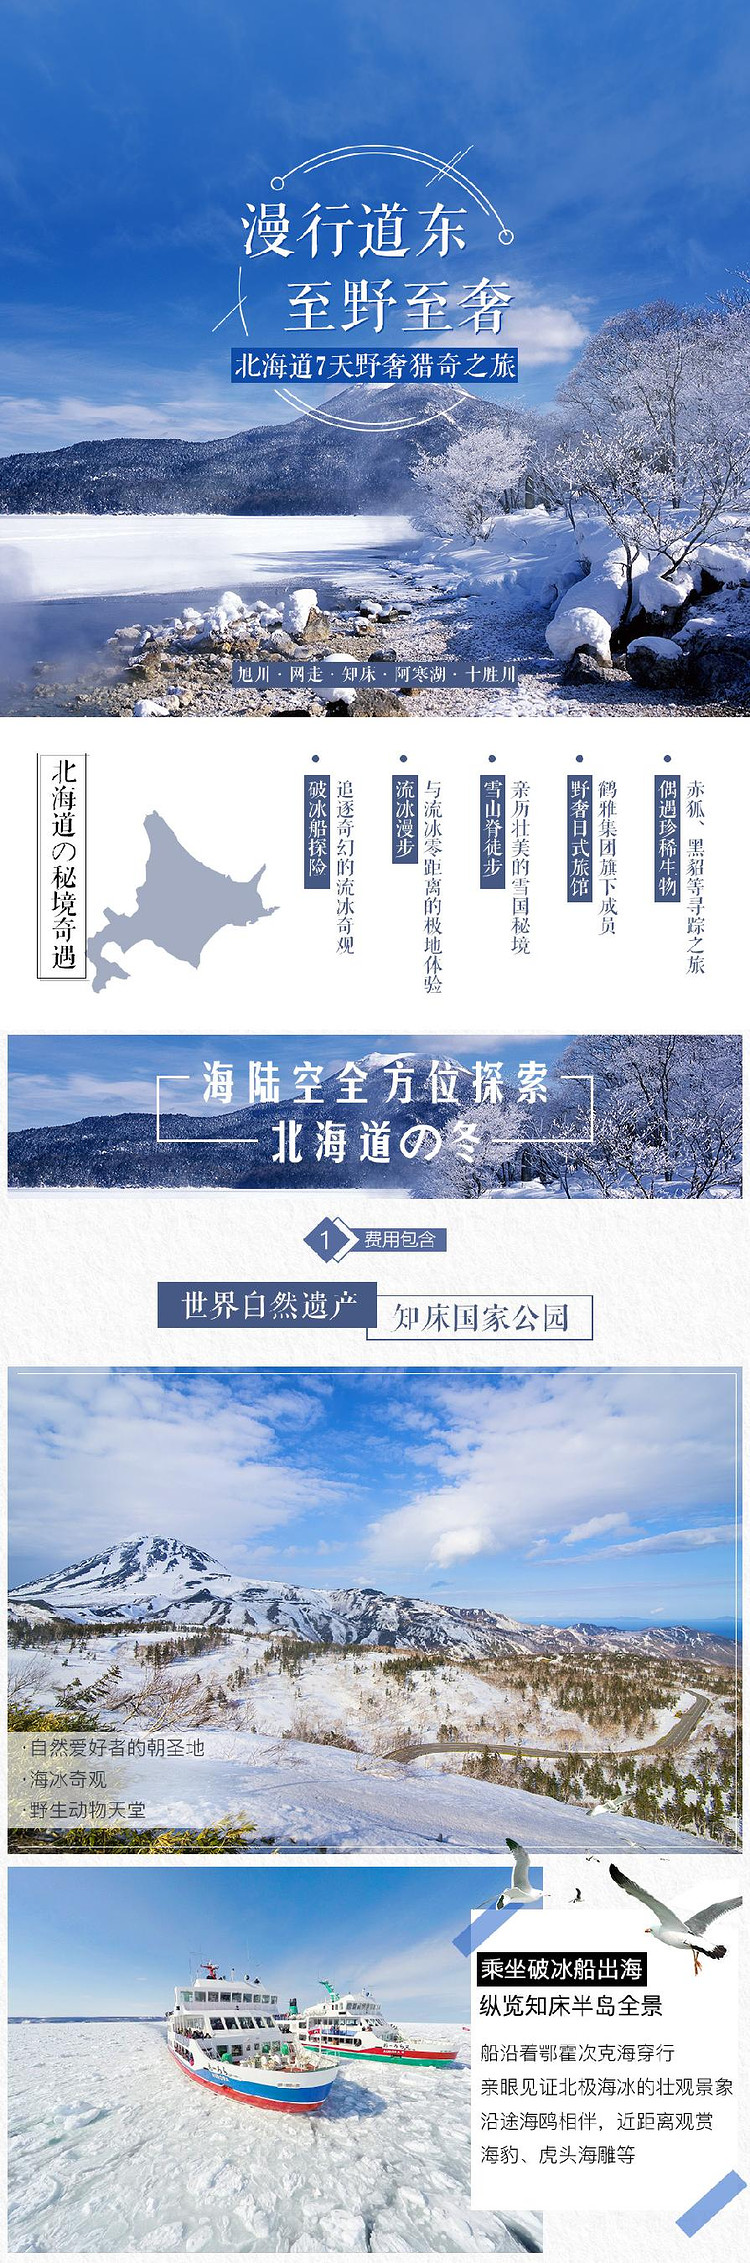 漫行道东
至野至奢
北海道7天野奢猎奇之旅
旭川·网走·知床·阿寒湖·十胜川
北海道の秘境奇遇
破冰船探险
追逐奇幻的流冰奇观
流冰漫步
与流冰零距离的极地体验
雪山脊徒步
亲历壮美的雪国秘境
野奢日式旅馆
鹤雅集团旗下成员
偶遇珍稀生物
赤狐、黑貂等寻踪之旅
海陆空全方位探索
北海道の冬
1 费用包含
世界自然遗产
知床国家公园
·自然爱好者的朝圣地
·海冰奇观
·野生动物天堂
乘坐破冰船出海
纵览知床半岛全景
船沿着鄂霍次克海穿行
亲眼见证北极海冰的壮观景象
沿途海鸥相伴，近距离观赏
海豹、虎头海雕等